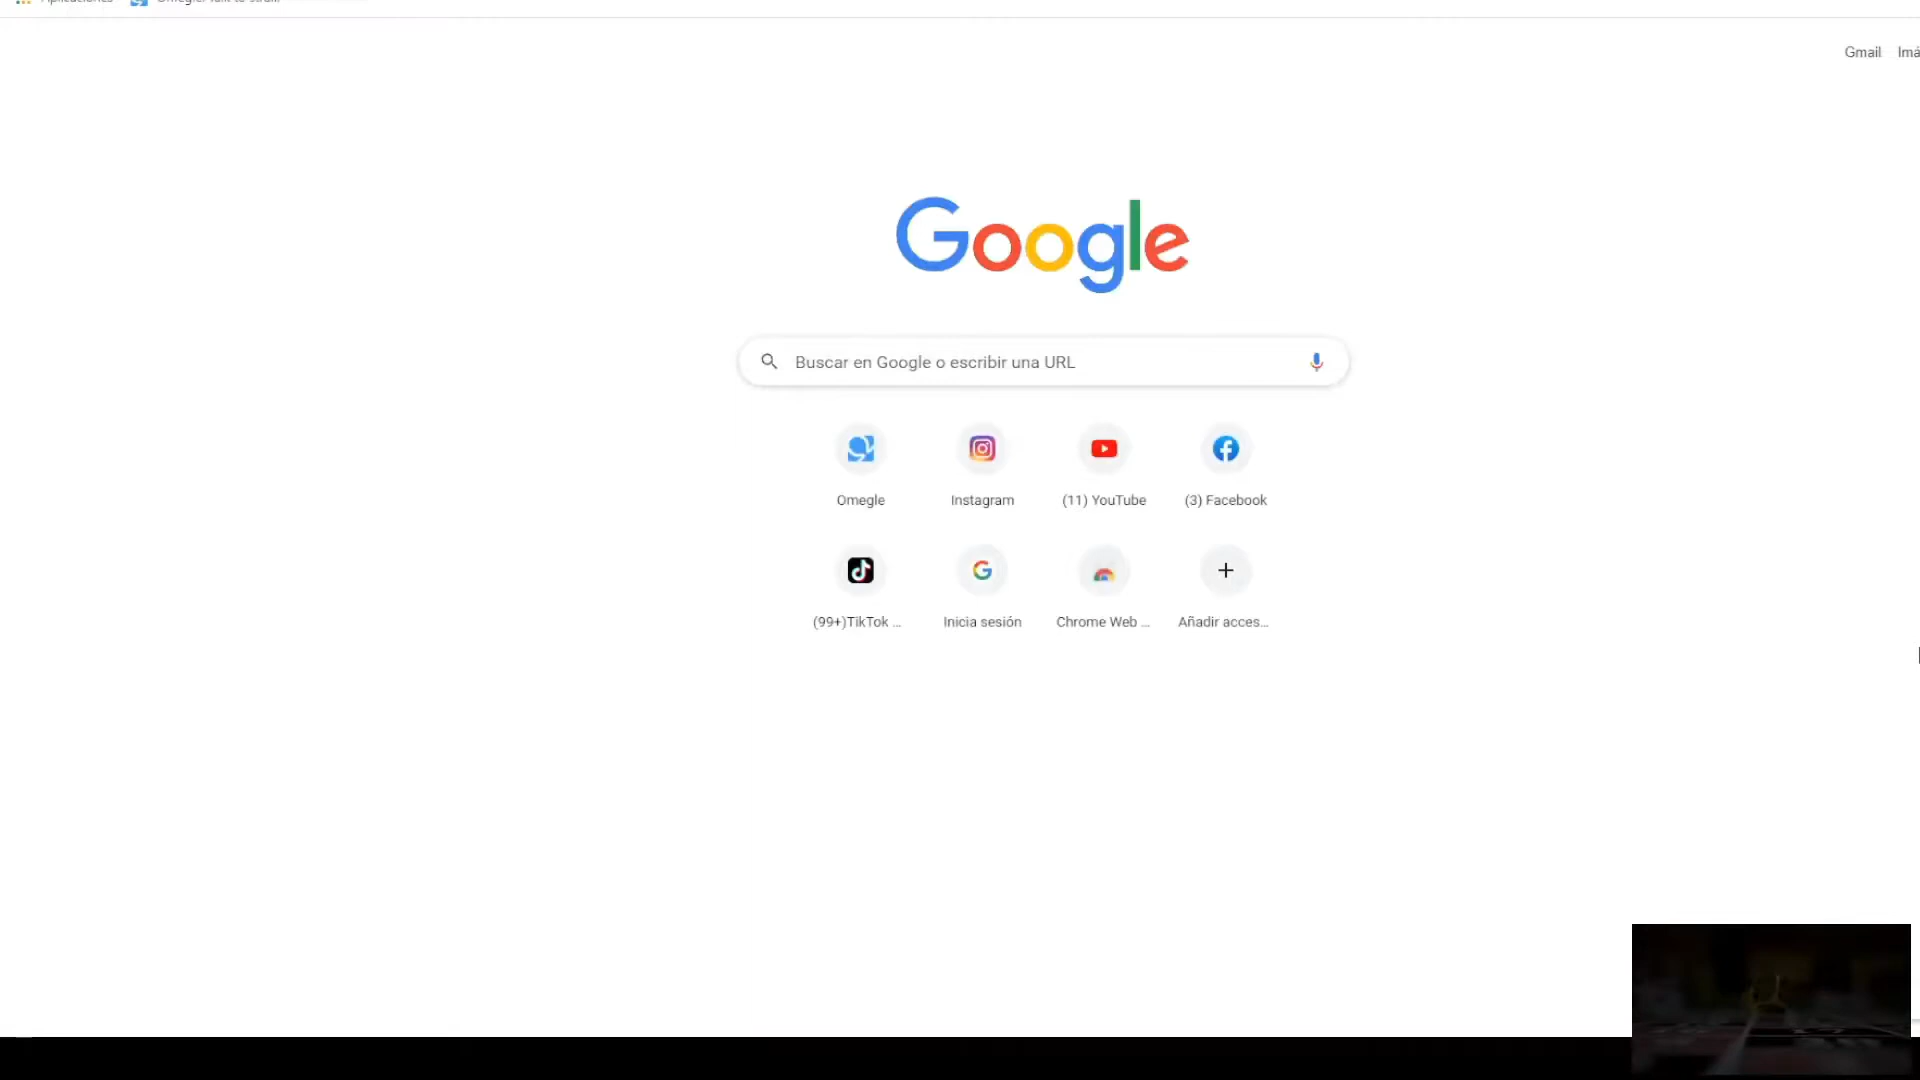 Gmail Imá
Google
Buscar en Google o escribir una URL
Omegle Instagram (11) YouTube (3) Facebook
(99+)TikTok ... Inicia sesión Chrome Web ... Añadir acces...